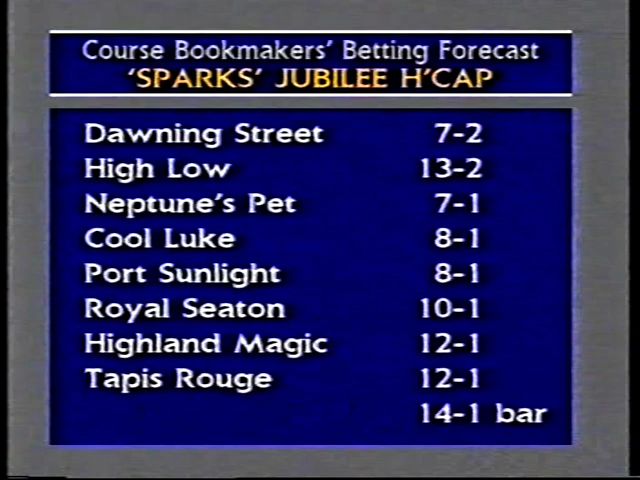 Course Bookmakers' Betting Forecast
'SPARKS' JUBILEE H'CAP
Dawning Street 7-2
High Low 13-2
Neptune's Pet 7-1
Cool Luke 8-1
Port Sunlight 8-1
Royal Seaton 10-1
Highland Magic 12-1
Tapis Rouge 12-1
14-1 bar